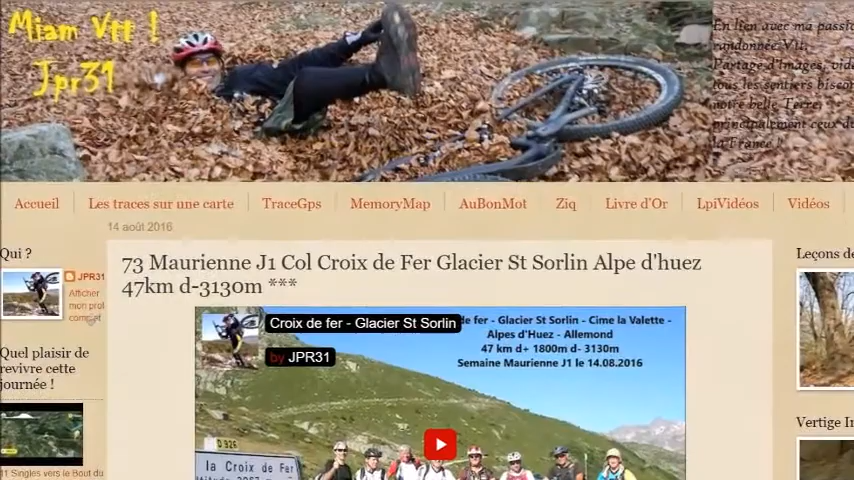 Miam Vtt !
Jpr31
En lien avec ma passion
randonnée Vtt.
Partage d'Images, vidé
tous les sentiers biscor
notre belle Terre,
principalement ceux du
la France !
Accueil
Les traces sur une carte
TraceGps
MemoryMap
AuBonMot
Ziq
Livre d'Or
LpiVidéos
Vidéos
14 août 2016
Qui ?
JPR31
Afficher
mon prof
complet
Quel plaisir de
revivre cette
journée !
11 Singles vers le Bout du
73 Maurienne J1 Col Croix de Fer Glacier St Sorlin Alpe d'huez
47km d-3130m ***
Croix de fer - Glacier St Sorlin
by JPR31
de fer - Glacier St Sorlin - Cime la Valette -
Alpes d'Huez - Allemond
47 km d+ 1800m d- 3130m
Semaine Maurienne J1 le 14.08.2016
D 926
la Croix de Fer
Leçons de
Vertige In